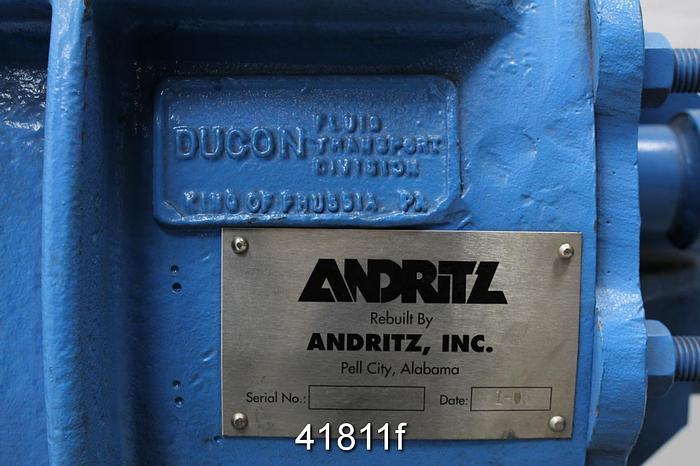 DUCON FLUID
TRANSPORT
DIVISION
KING OF PRUSSIA, PA
ANDRITZ
Rebuilt By
ANDRITZ, INC.
Pell City, Alabama
Serial No.: Date:
41811f